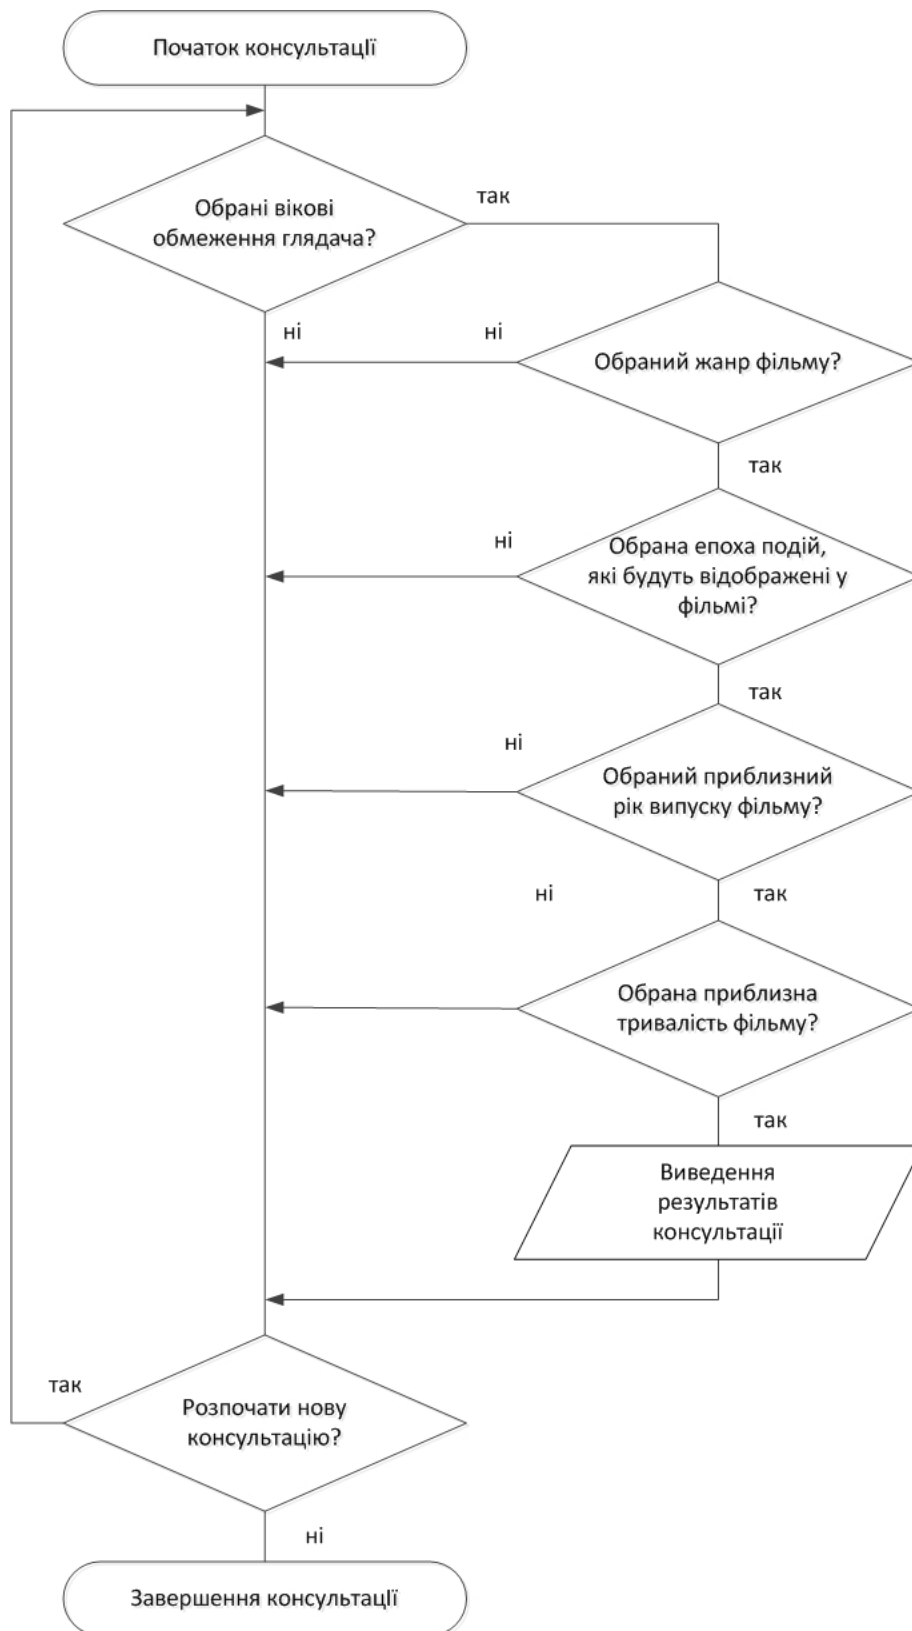 Початок консультації
Обрані вікові
обмеження глядача?
так
ні
ні
Обраний жанр фільму?
так
ні
Обрана епоха подій,
які будуть відображені у
фільмі?
так
ні
Обраний приблизний
рік випуску фільму?
ні
так
Обрана приблизна
тривалість фільму?
так
Виведення
результатів
консультації
так
Розпочати нову
консультацію?
ні
Завершення консультації